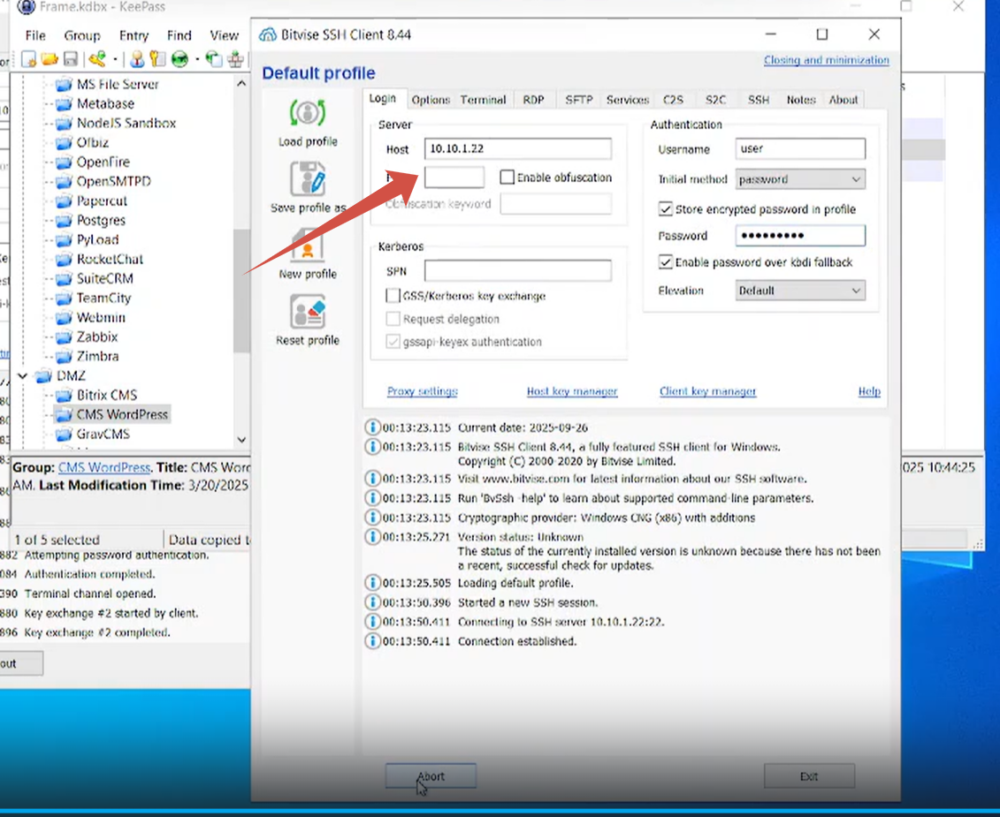 Frame.kdbx - KeePass
File Group Entry Find View
MS File Server
Metabase
NodeJS Sandbox
Ofbiz
OpenFire
OpenSMTPD
Papercut
Postgres
PyLoad
RocketChat
SuiteCRM
TeamCity
Webmin
Zabbix
Zimbra
DMZ
Bitrix CMS
CMS WordPress
GravCMS
Group: CMS WordPress. Title: CMS Word
AM. Last Modification Time: 3/20/2025
025 10:44:25
1 of 5 selected
Data copied t
882 Attempting password authentication.
084 Authentication completed.
390 Terminal channel opened.
880 Key exchange #2 started by client.
896 Key exchange #2 completed.
out
Bitvise SSH Client 8.44
Closing and minimization
Default profile
Load profile
Save profile as
New profile
Reset profile
Login Options Terminal RDP SFTP Services C2S S2C SSH Notes About
Server
Host 10.10.1.22
Enable obfuscation
Obfuscation keyword
Kerberos
SPN
GSS/Kerberos key exchange
Request delegation
gssapi-keyex authentication
Authentication
Username user
Initial method password
Store encrypted password in profile
Password •••••••••
Enable password over kbdi fallback
Elevation Default
Proxy settings Host key manager Client key manager Help
00:13:23.115 Current date: 2025-09-26
00:13:23.115 Bitvise SSH Client 8.44, a fully featured SSH client for Windows.
Copyright (C) 2000-2020 by Bitvise Limited.
00:13:23.115 Visit www.bitvise.com for latest information about our SSH software.
00:13:23.115 Run 'BvSsh -help' to learn about supported command-line parameters.
00:13:23.115 Cryptographic provider: Windows CNG (x86) with additions
00:13:25.271 Version status: Unknown
The status of the currently installed version is unknown because there has not been
a recent, successful check for updates.
00:13:25.505 Loading default profile.
00:13:50.396 Started a new SSH session.
00:13:50.411 Connecting to SSH server 10.10.1.22:22.
00:13:50.411 Connection established.
Abort
Exit